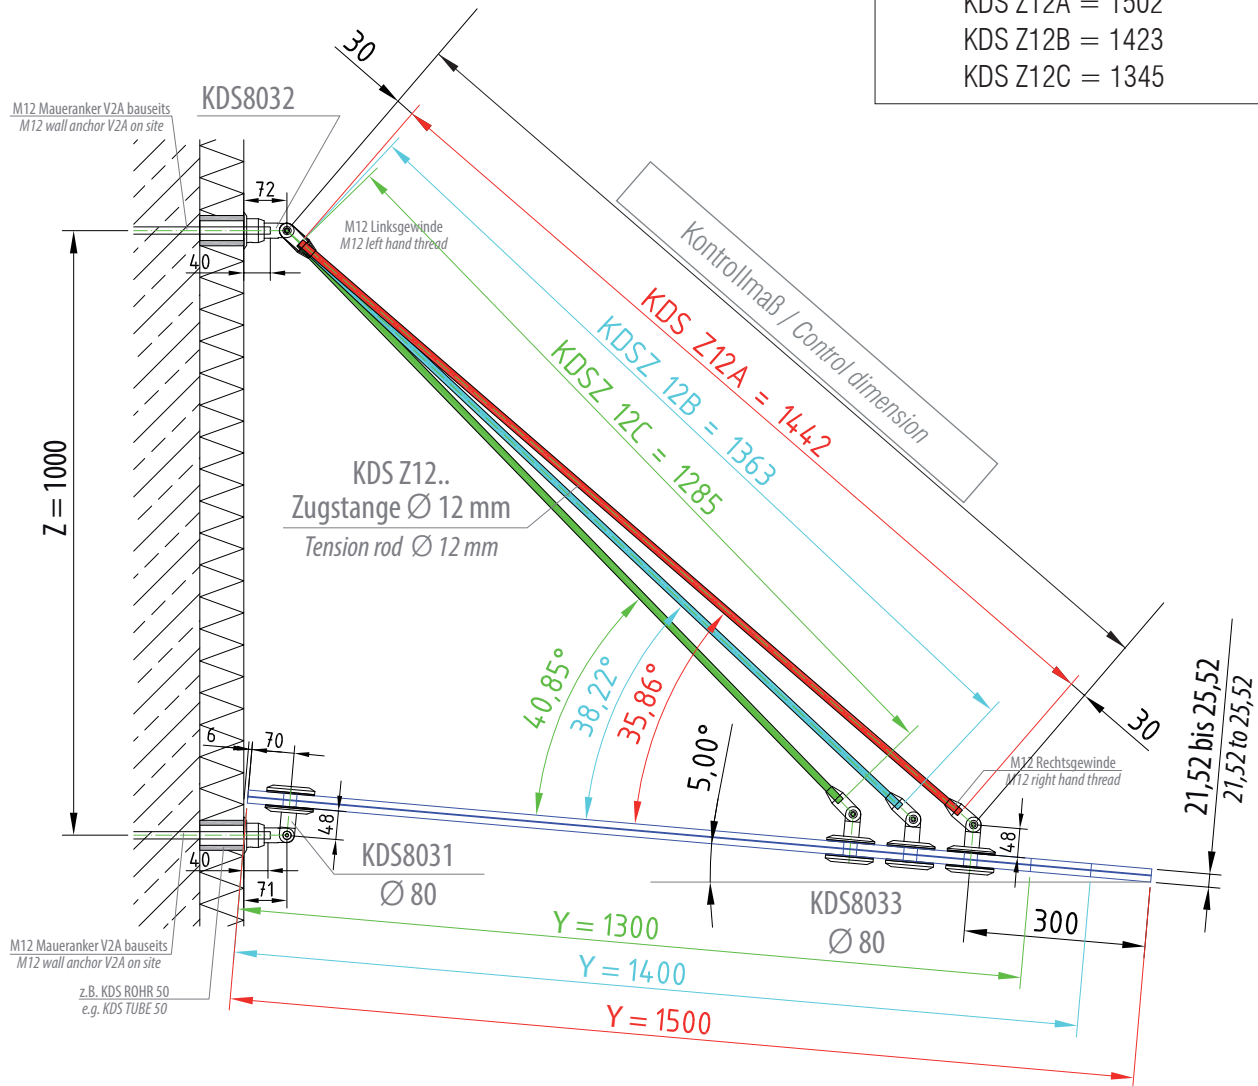 KDS Z12A = 1502
KDS Z12B = 1423
KDS Z12C = 1345
30
KDS8032
M12 Maueranker V2A bauseits
M12 wall anchor V2A on site
72
M12 Linksgewinde
M12 left hand thread
40
Kontrollmaß / Control dimension
KDS Z12A = 1442
KDSZ 12B = 1363
KDSZ 12C = 1285
Z = 1000
KDS Z12..
Zugstange Ø 12 mm
Tension rod Ø 12 mm
40,85°
38,22°
35,86°
5,00°
30
21,52 bis 25,52
21,52 to 25,52
M12 Rechtsgewinde
M12 right hand thread
6
70
48
48
40
71
KDS8031
Ø 80
KDS8033
Ø 80
300
M12 Maueranker V2A bauseits
M12 wall anchor V2A on site
z.B. KDS ROHR 50
e.g. KDS TUBE 50
Y = 1300
Y = 1400
Y = 1500